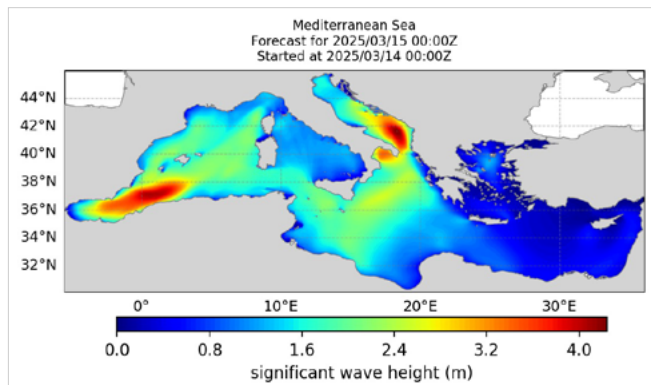 Mediterranean Sea
Forecast for 2025/03/15 00:00Z
Started at 2025/03/14 00:00Z
44°N
42°N
40°N
38°N
36°N
34°N
32°N
0° 10°E 20°E 30°E
0.0 0.8 1.6 2.4 3.2 4.0
significant wave height (m)